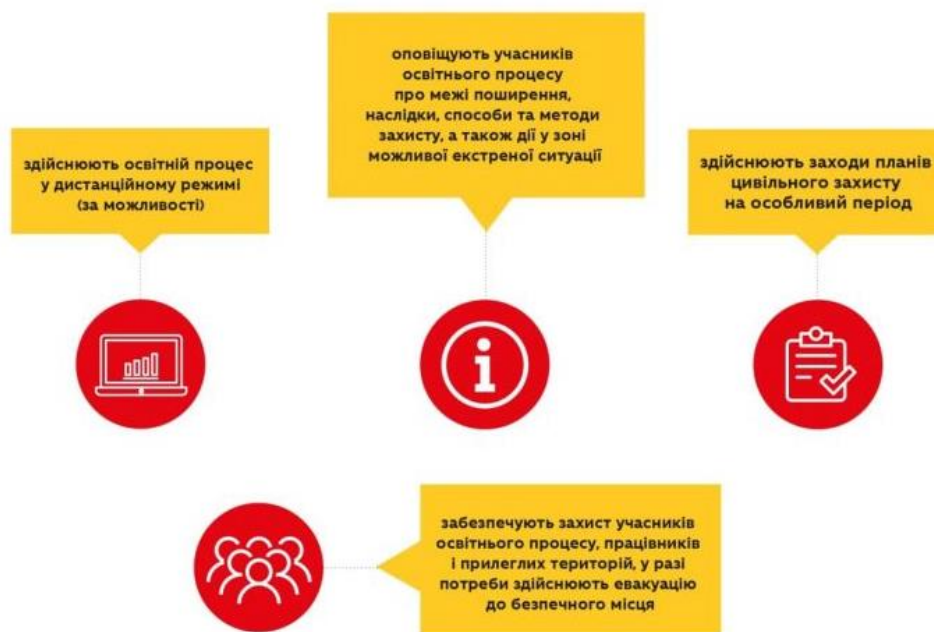 оповіщують учасників
освітнього процесу
про межі поширення,
наслідки, способи та методи
захисту, а також дії у зоні
можливої екстреної ситуації
здійснюють освітній процес
у дистанційному режимі
(за можливості)
здійснюють заходи планів
цивільного захисту
на особливий період
забезпечують захист учасників
освітнього процесу, працівників
і прилеглих територій, у разі
потреби здійснюють евакуацію
до безпечного місця